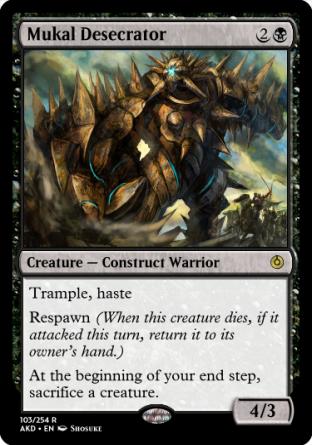 Mukal Desecrator 2
Creature — Construct Warrior
Trample, haste
Respawn (When this creature dies, if it
attacked this turn, return it to its
owner's hand.)
At the beginning of your end step,
sacrifice a creature.
4/3
103/254 R
AKD • EN SHOSUKE